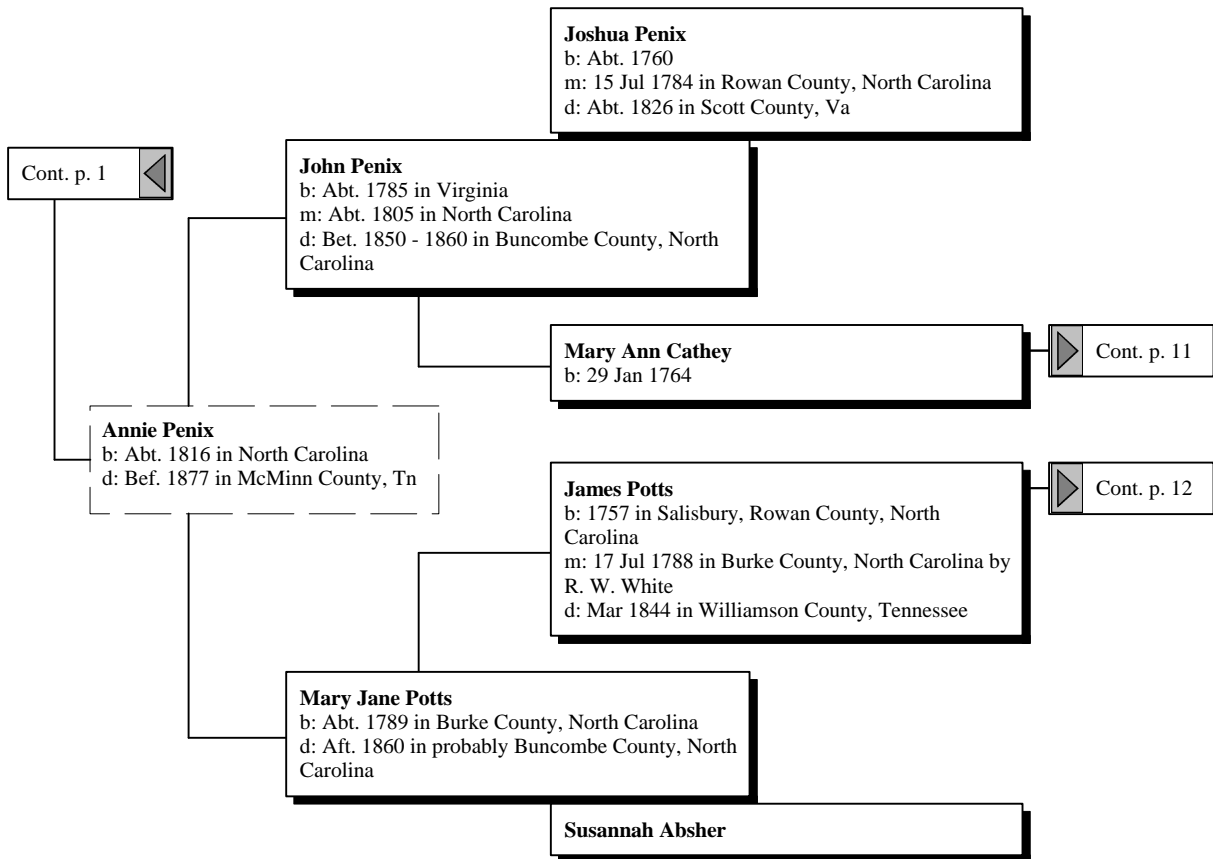 Joshua Penix
b: Abt. 1760
m: 15 Jul 1784 in Rowan County, North Carolina
d: Abt. 1826 in Scott County, Va
Cont. p. 1
John Penix
b: Abt. 1785 in Virginia
m: Abt. 1805 in North Carolina
d: Bet. 1850 - 1860 in Buncombe County, North
Carolina
Mary Ann Cathey
b: 29 Jan 1764
Cont. p. 11
Annie Penix
b: Abt. 1816 in North Carolina
d: Bef. 1877 in McMinn County, Tn
James Potts
b: 1757 in Salisbury, Rowan County, North
Carolina
m: 17 Jul 1788 in Burke County, North Carolina by
R. W. White
d: Mar 1844 in Williamson County, Tennessee
Cont. p. 12
Mary Jane Potts
b: Abt. 1789 in Burke County, North Carolina
d: Aft. 1860 in probably Buncombe County, North
Carolina
Susannah Absher